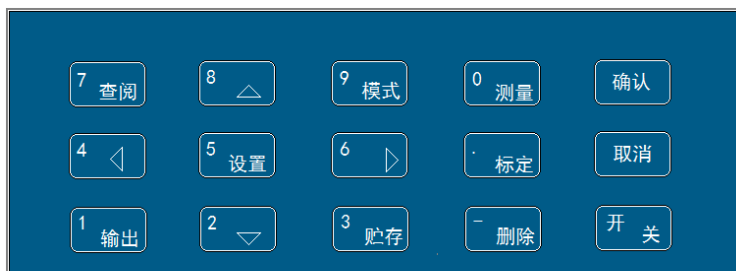 7 查阅 8 △ 9 模式 0 测量 确认
4 ◁ 5 设置 6 ▷ . 标定 取消
1 输出 2 ▽ 3 贮存 - 删除 开 关